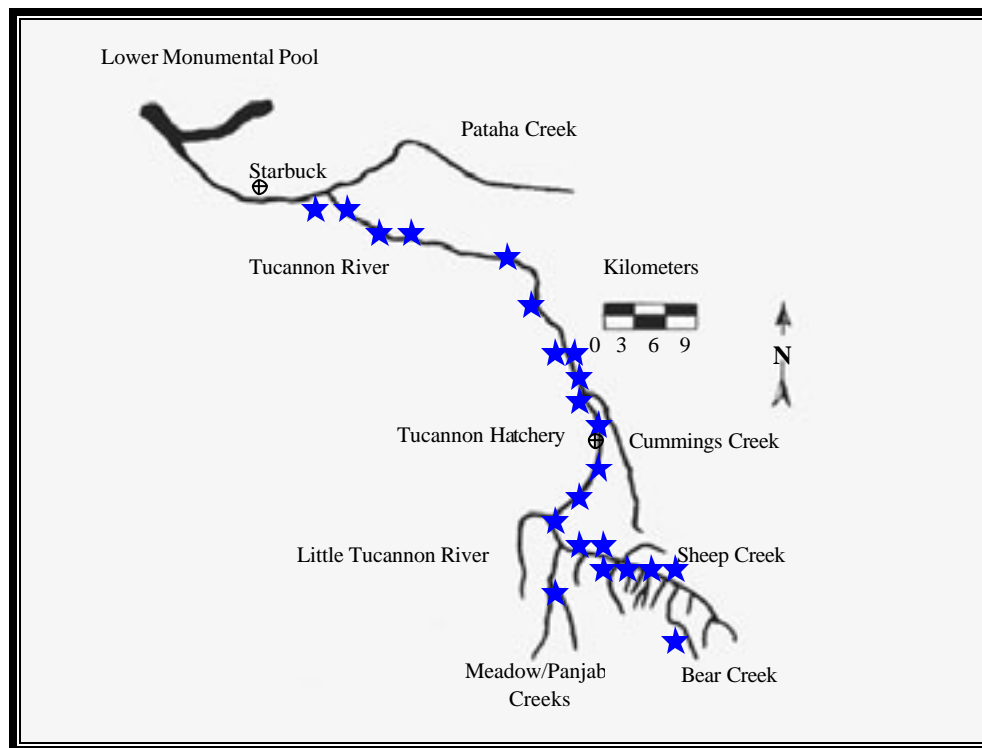 Lower Monumental Pool
Pataha Creek
Starbuck
Tucannon River
Kilometers
0 3 6 9
N
Tucannon Hatchery
Cummings Creek
Little Tucannon River
Sheep Creek
Meadow/Panjab
Creeks
Bear Creek